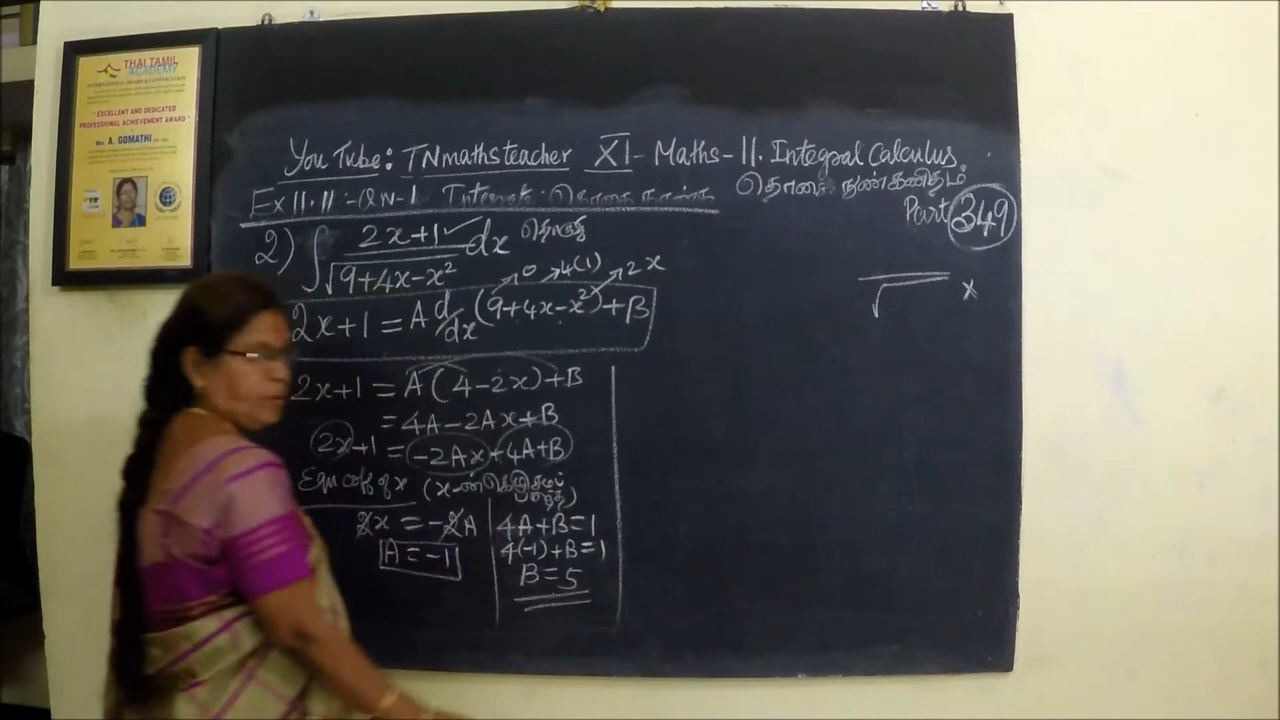 THAI TAMIL
ACADEMY
" EXCELLENT AND DEDICATED
PROFESSIONAL ACHIEVEMENT AWARD "
Mrs. A. GOMATHI
You Tube: TNmathsteacher XI - Maths - 11. Integral Calculus
தொகை நுண்கணிதம்
Ex 11.11 - QN-1 Integrate தொகை காண்க
Part 349
2) ∫ 2x+1 / √9+4x-x² dx
→0 →4(1) →2x
2x+1 = A d/dx (9+4x-x²) + B
√ x
2x+1 = A(4-2x)+B
= 4A-2Ax+B
2x+1 = -2Ax+4A+B
Equ coff of x (x-ன்
2x = -2A
A = -1
4A+B=1
4(-1)+B=1
B=5